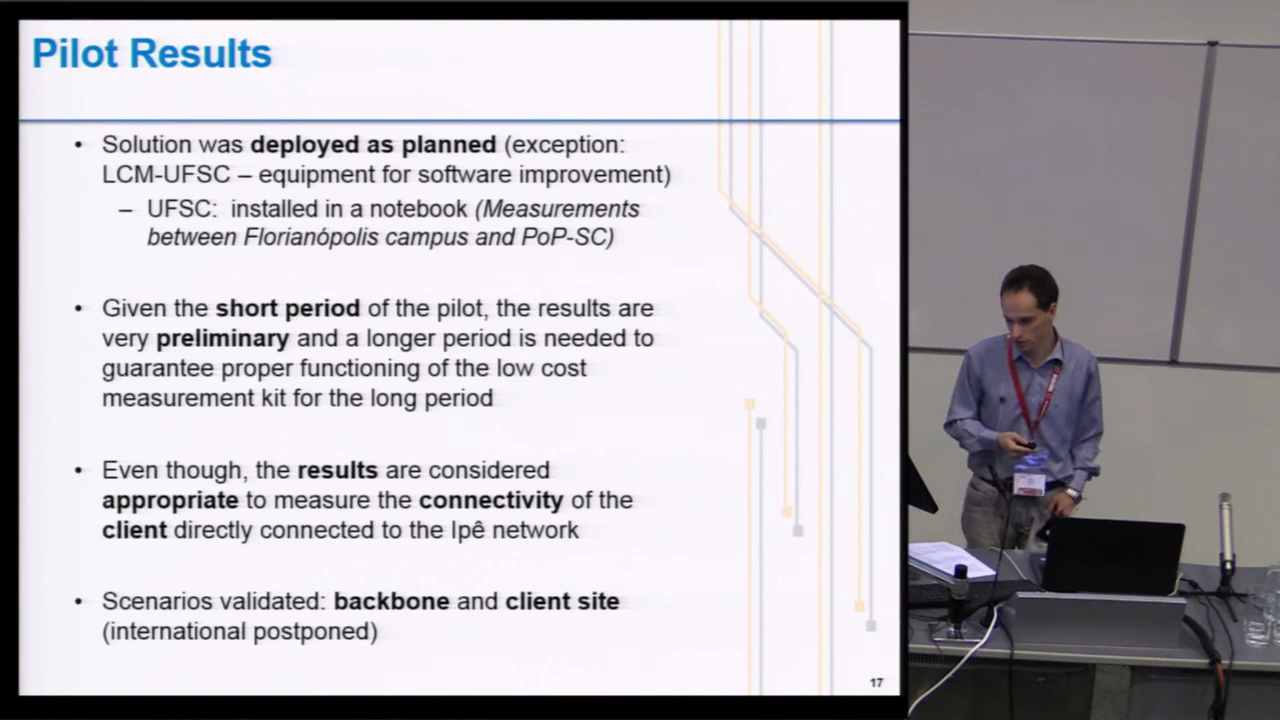 Pilot Results
• Solution was deployed as planned (exception:
LCM-UFSC – equipment for software improvement)
– UFSC: installed in a notebook (Measurements
between Florianópolis campus and PoP-SC)
• Given the short period of the pilot, the results are
very preliminary and a longer period is needed to
guarantee proper functioning of the low cost
measurement kit for the long period
• Even though, the results are considered
appropriate to measure the connectivity of the
client directly connected to the Ipê network
• Scenarios validated: backbone and client site
(international postponed)
17